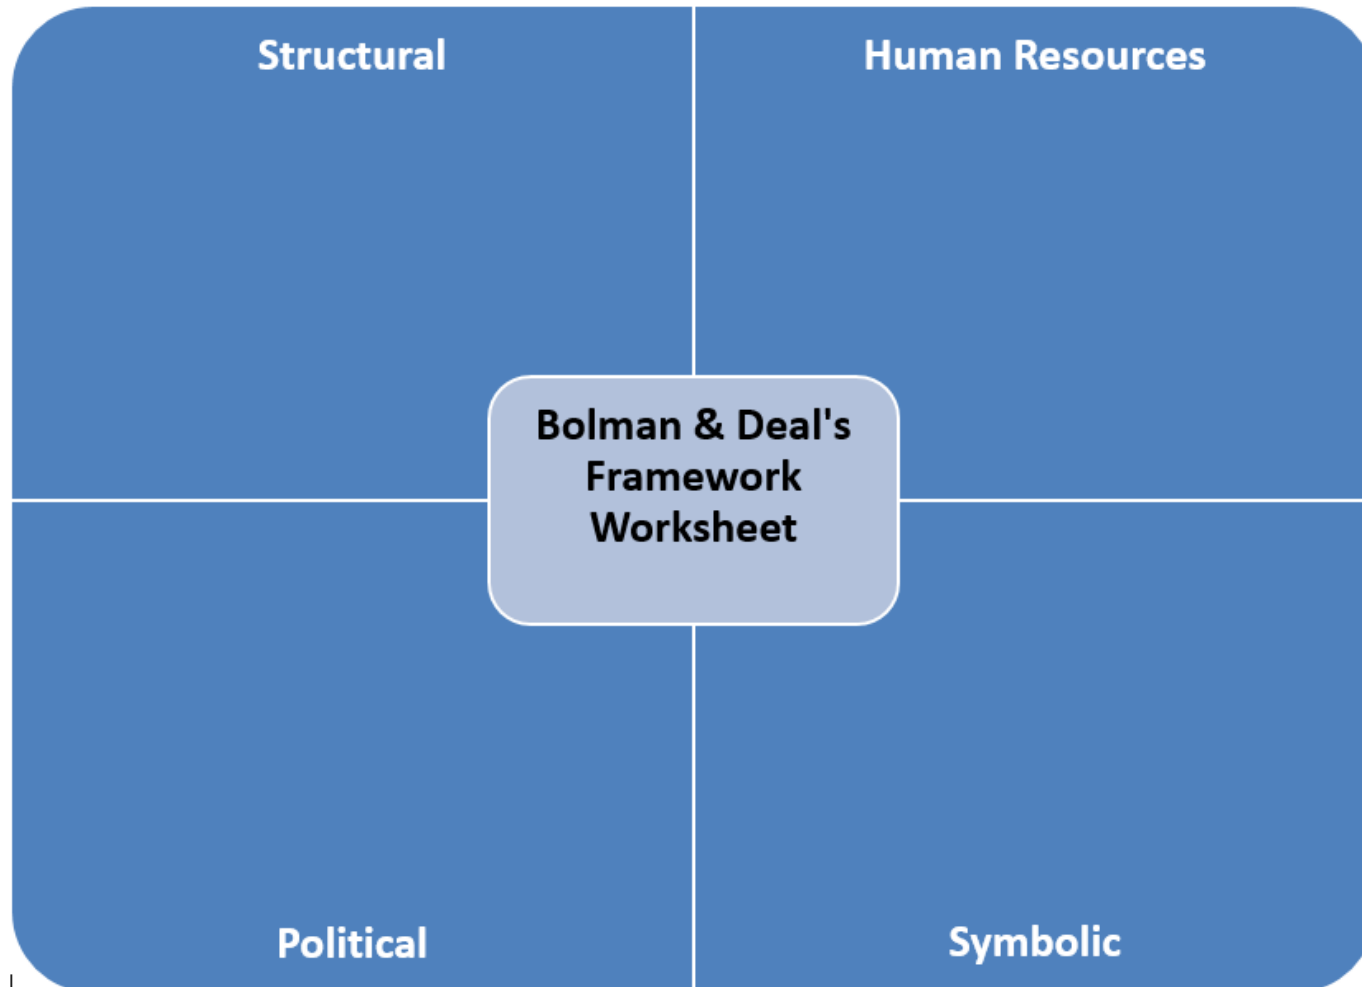 Structural
Human Resources
Bolman & Deal's
Framework
Worksheet
Political
Symbolic